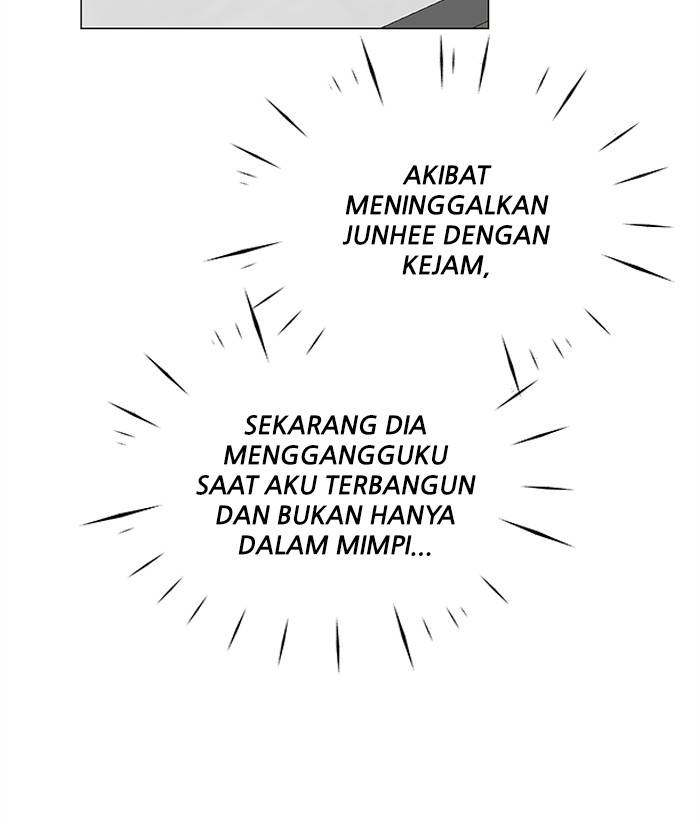 AKIBAT
MENINGGALKAN
JUNHEE DENGAN
KEJAM,
SEKARANG DIA
MENGGANGGUKU
SAAT AKU TERBANGUN
DAN BUKAN HANYA
DALAM MIMPI...